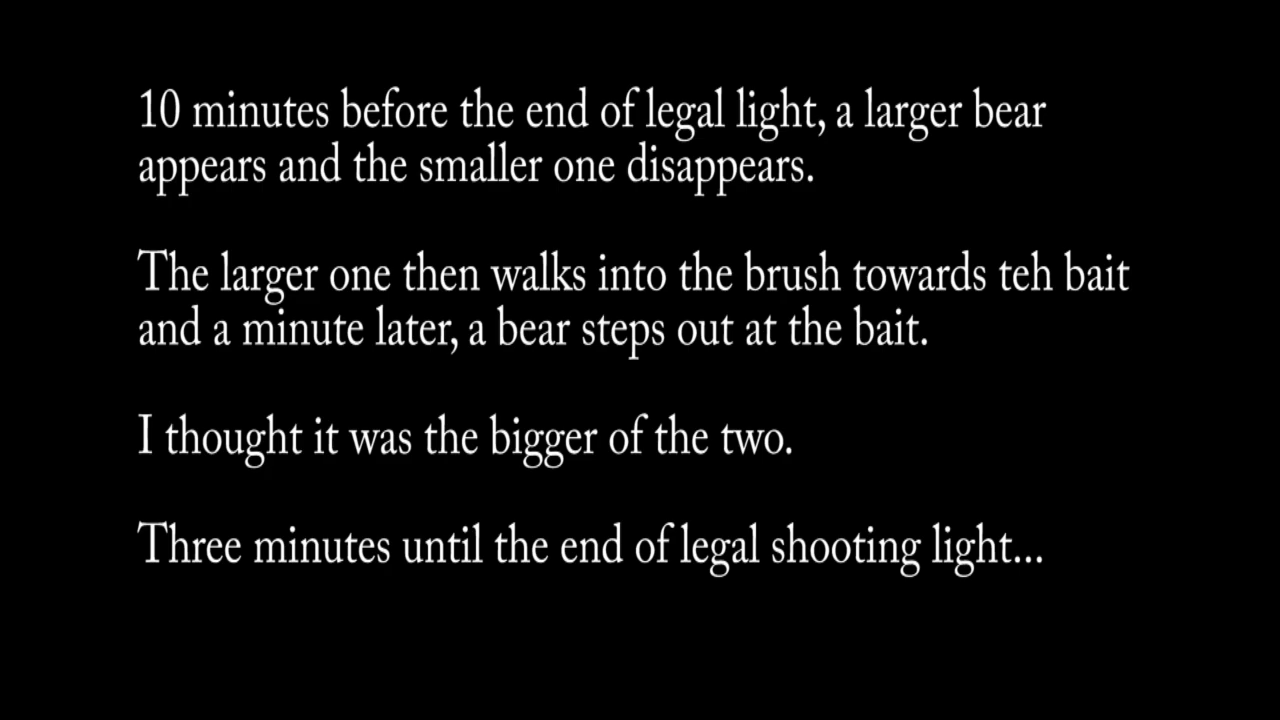 10 minutes before the end of legal light, a larger bear
appears and the smaller one disappears.
The larger one then walks into the brush towards teh bait
and a minute later, a bear steps out at the bait.
I thought it was the bigger of the two.
Three minutes until the end of legal shooting light...